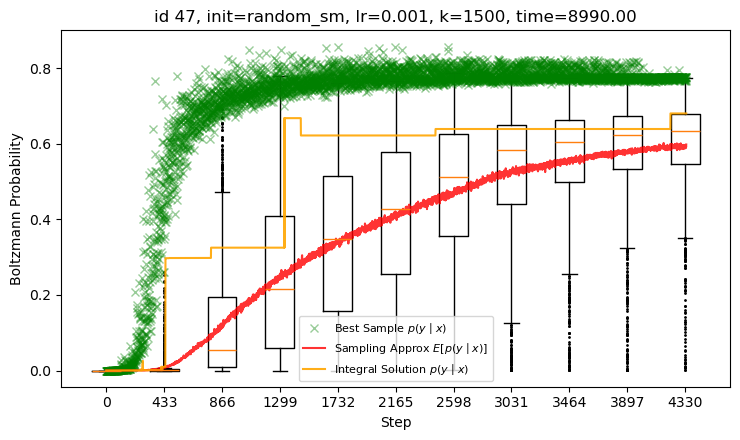 id 47, init=random_sm, lr=0.001, k=1500, time=8990.00
Boltzmann Probability
0.8
0.6
0.4
0.2
0.0
Best Sample p(y | x)
Sampling Approx E[p(y | x)]
Integral Solution p(y | x)
0 433 866 1299 1732 2165 2598 3031 3464 3897 4330
Step